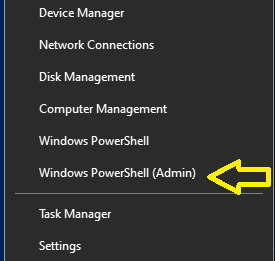 Device Manager
Network Connections
Disk Management
Computer Management
Windows PowerShell
Windows PowerShell (Admin)
Task Manager
Settings